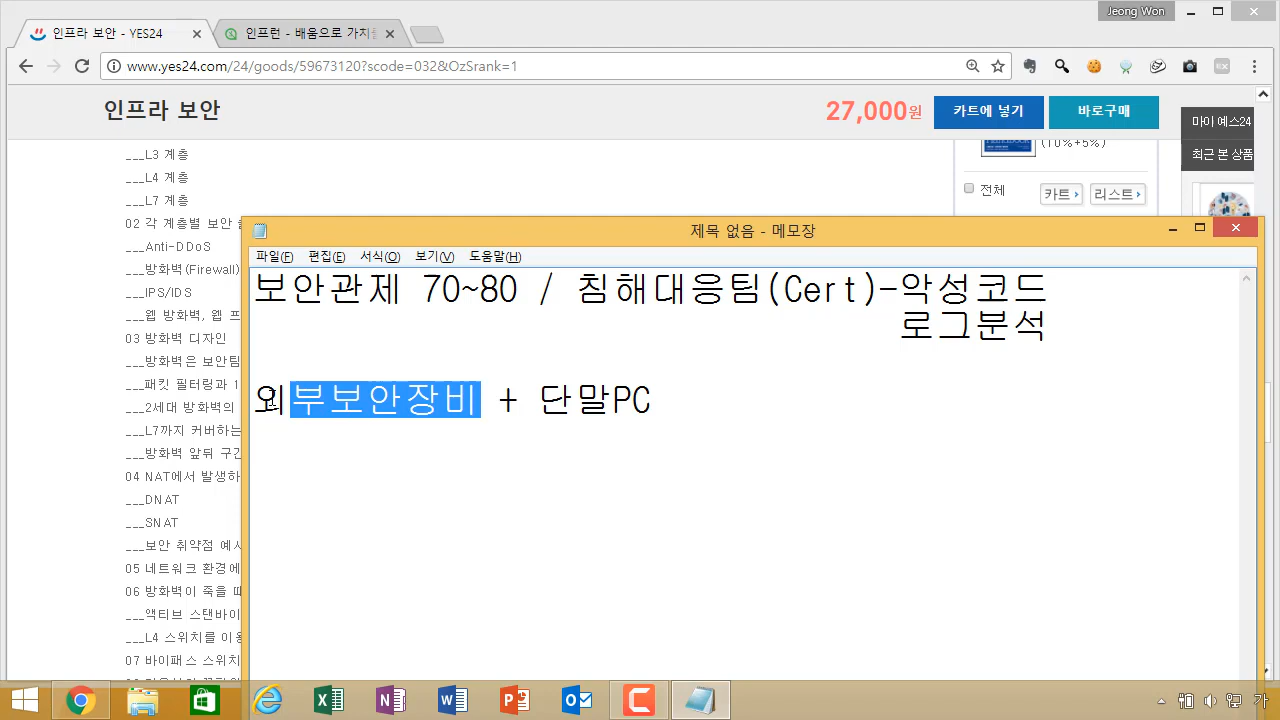 Jeong Won
인프라 보안 - YES24
인프런 - 배움으로 가치를
www.yes24.com/24/goods/59673120?scode=032&OzSrank=1
인프라 보안
27,000원
카트에 넣기
바로구매
마이 예스24
최근 본 상품
(10%+5%)
전체
카트
리스트
___L3 계층
___L4 계층
___L7 계층
02 각 계층별 보안
___Anti-DDoS
___방화벽(Firewall)
___IPS/IDS
___웹 방화벽, 웹 프
03 방화벽 디자인
___방화벽은 보안팀
___패킷 필터링과 1
___2세대 방화벽의
___L7까지 커버하는
___방화벽 앞뒤 구간
04 NAT에서 발생하
___DNAT
___SNAT
___보안 취약점 예시
05 네트워크 환경에
06 방화벽이 죽을 때
___액티브 스탠바이
___L4 스위치를 이용
07 바이패스 스위치
제목 없음 - 메모장
파일(F) 편집(E) 서식(O) 보기(V) 도움말(H)
보안관제 70~80 / 침해대응팀(Cert)-악성코드
로그분석
외부보안장비 + 단말PC
가